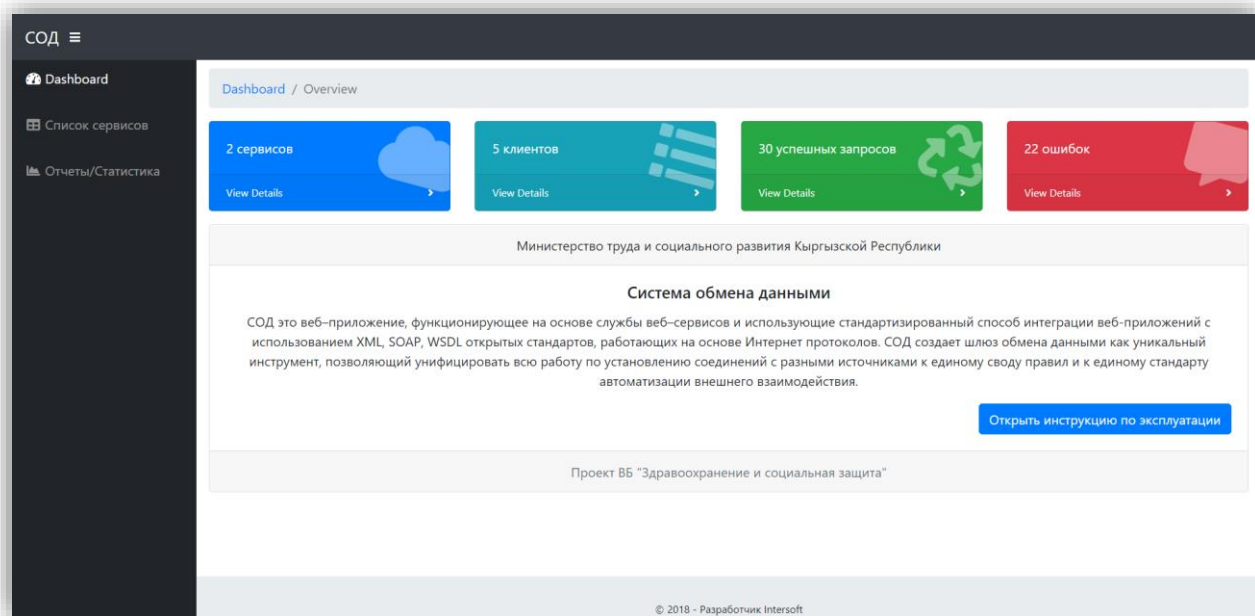 СОД
Dashboard
Список сервисов
Отчеты/Статистика
Dashboard / Overview
2 сервисов
View Details
5 клиентов
View Details
30 успешных запросов
View Details
22 ошибок
View Details
Министерство труда и социального развития Кыргызской Республики
Система обмена данными
СОД это веб–приложение, функционирующее на основе службы веб–сервисов и использующие стандартизированный способ интеграции веб-приложений с
использованием XML, SOAP, WSDL открытых стандартов, работающих на основе Интернет протоколов. СОД создает шлюз обмена данными как уникальный
инструмент, позволяющий унифицировать всю работу по установлению соединений с разными источниками к единому своду правил и к единому стандарту
автоматизации внешнего взаимодействия.
Открыть инструкцию по эксплуатации
Проект ВБ "Здравоохранение и социальная защита"
© 2018 - Разработчик Intersoft